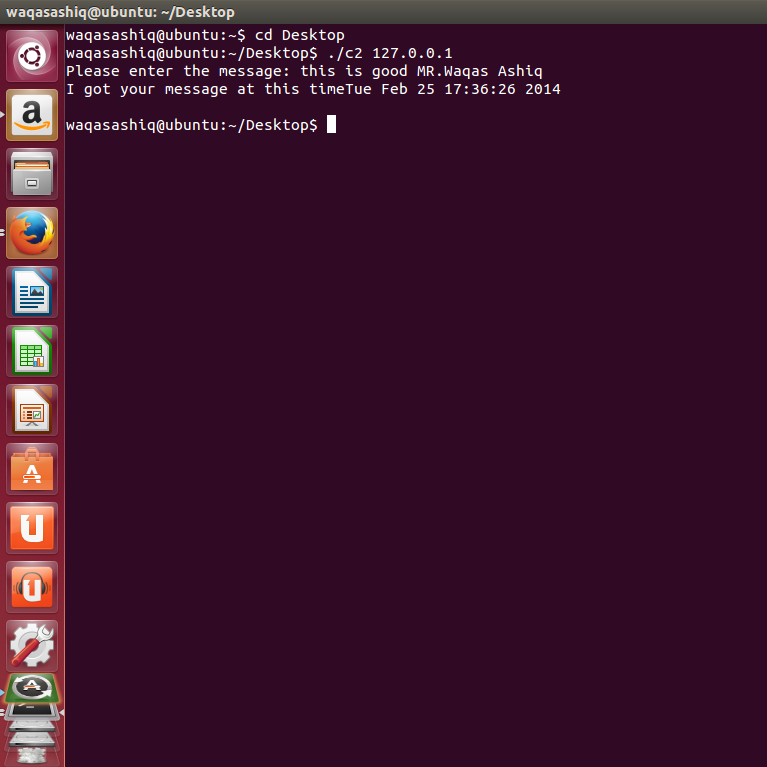 waqasashiq@ubuntu: ~/Desktop
waqasashiq@ubuntu:~$ cd Desktop
waqasashiq@ubuntu:~/Desktop$ ./c2 127.0.0.1
Please enter the message: this is good MR.Waqas Ashiq
I got your message at this timeTue Feb 25 17:36:26 2014
waqasashiq@ubuntu:~/Desktop$